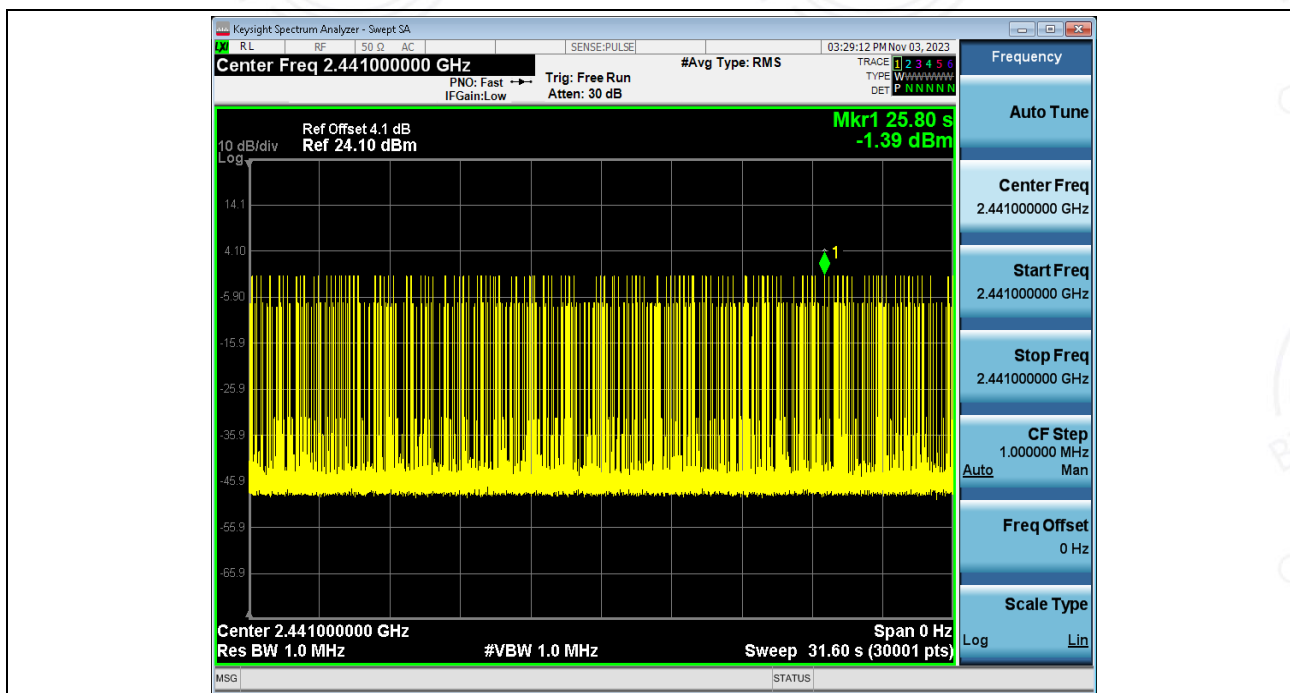 Keysight Spectrum Analyzer - Swept SA
LXI RL RF 50 Ω AC SENSE:PULSE 03:29:12 PM Nov 03, 2023
Center Freq 2.441000000 GHz
PNO: Fast
IFGain:Low
Trig: Free Run
Atten: 30 dB
#Avg Type: RMS
TRACE 1 2 3 4 5 6
TYPE WWWWWW
DET P N N N N N
Mkr1 25.80 s
-1.39 dBm
Ref Offset 4.1 dB
10 dB/div Ref 24.10 dBm
Log
14.1
4.10
1
-5.90
-15.9
-25.9
-35.9
-45.9
-55.9
-65.9
Center 2.441000000 GHz Span 0 Hz
Res BW 1.0 MHz #VBW 1.0 MHz Sweep 31.60 s (30001 pts)
MSG STATUS
Frequency
Auto Tune
Center Freq
2.441000000 GHz
Start Freq
2.441000000 GHz
Stop Freq
2.441000000 GHz
CF Step
1.000000 MHz
Auto Man
Freq Offset
0 Hz
Scale Type
Log Lin